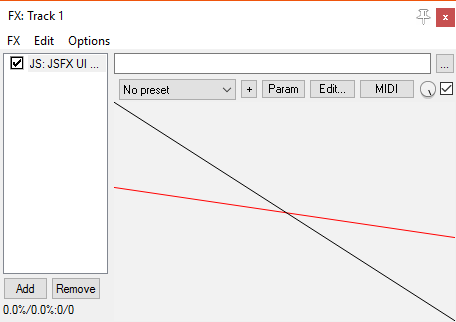 FX: Track 1
FX Edit Options
JS: JSFX UI ...
...
No preset + Param Edit... MIDI
Add Remove
0.0%/0.0%:0/0